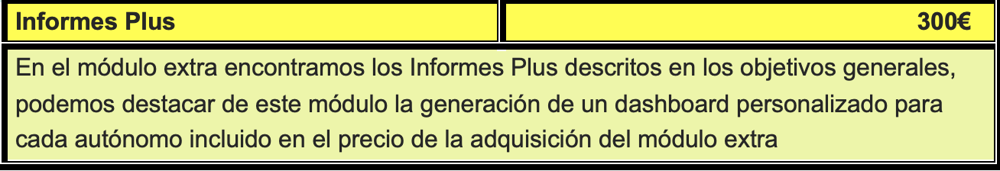 Informes Plus 300€
En el módulo extra encontramos los Informes Plus descritos en los objetivos generales,
podemos destacar de este módulo la generación de un dashboard personalizado para
cada autónomo incluido en el precio de la adquisición del módulo extra